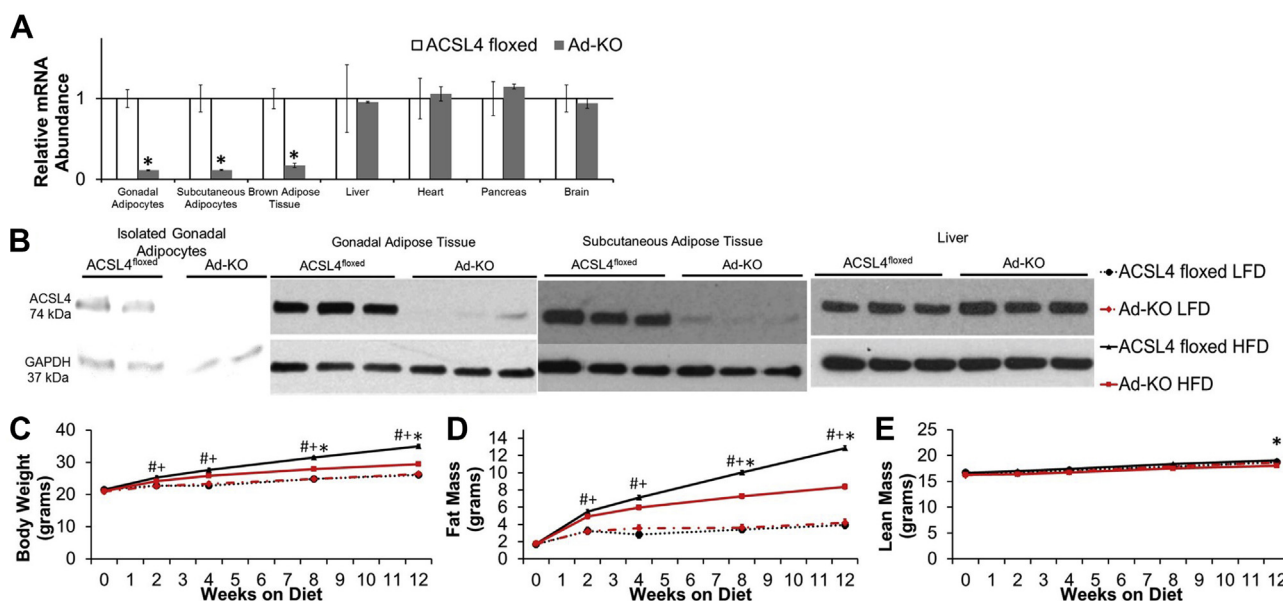 A
ACSL4 floxed Ad-KO
Relative mRNA
Abundance
1
0
* * *
Gonadal
Adipocytes
Subcutaneous
Adipocytes
Brown Adipose
Tissue
Liver
Heart
Pancreas
Brain
B
Isolated Gonadal
Adipocytes
Gonadal Adipose Tissue
Subcutaneous Adipose Tissue
Liver
ACSL4floxed Ad-KO
ACSL4floxed Ad-KO
ACSL4floxed Ad-KO
ACSL4floxed Ad-KO
ACSL4
74 kDa
GAPDH
37 kDa
ACSL4 floxed LFD
Ad-KO LFD
ACSL4 floxed HFD
Ad-KO HFD
C
Body Weight
(grams)
40
30
20
10
0
#+ #+ #+* #+*
0 1 2 3 4 5 6 7 8 9 10 11 12
Weeks on Diet
D
Fat Mass
(grams)
14
12
10
8
6
4
2
0
#+ #+ #+* #+*
0 1 2 3 4 5 6 7 8 9 10 11 12
Weeks on Diet
E
Lean Mass
(grams)
25
20
15
10
5
0
*
0 1 2 3 4 5 6 7 8 9 10 11 12
Weeks on Diet